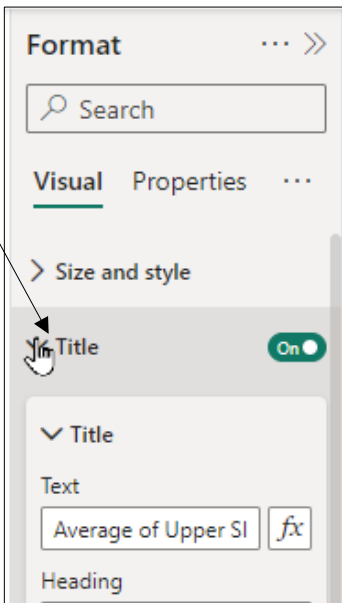 Format
Search
Visual Properties
Size and style
Title On
Title
Text
Average of Upper Sl fx
Heading